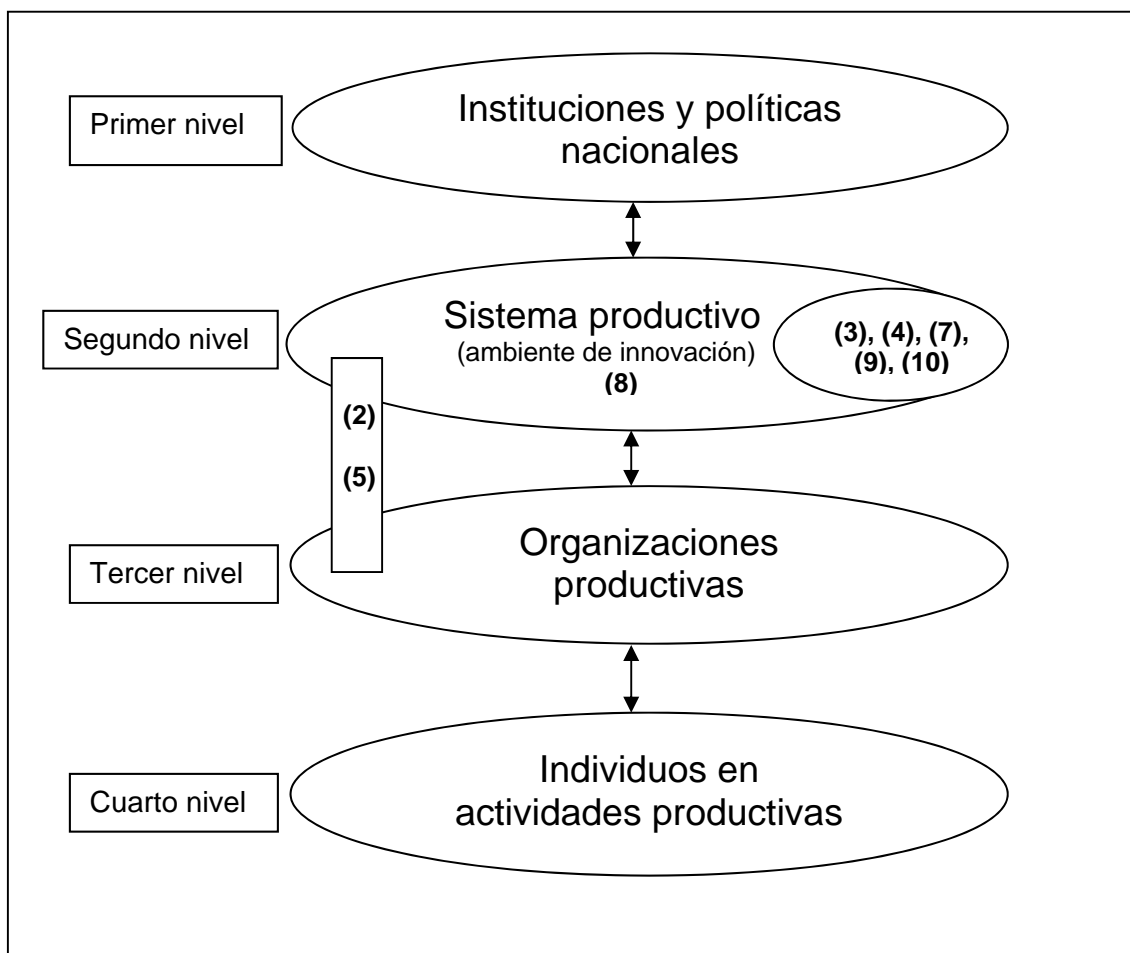 Primer nivel
Instituciones y políticas
nacionales
Segundo nivel
Sistema productivo
(ambiente de innovación)
(8)
(3), (4), (7),
(9), (10)
(2)
(5)
Tercer nivel
Organizaciones
productivas
Cuarto nivel
Individuos en
actividades productivas